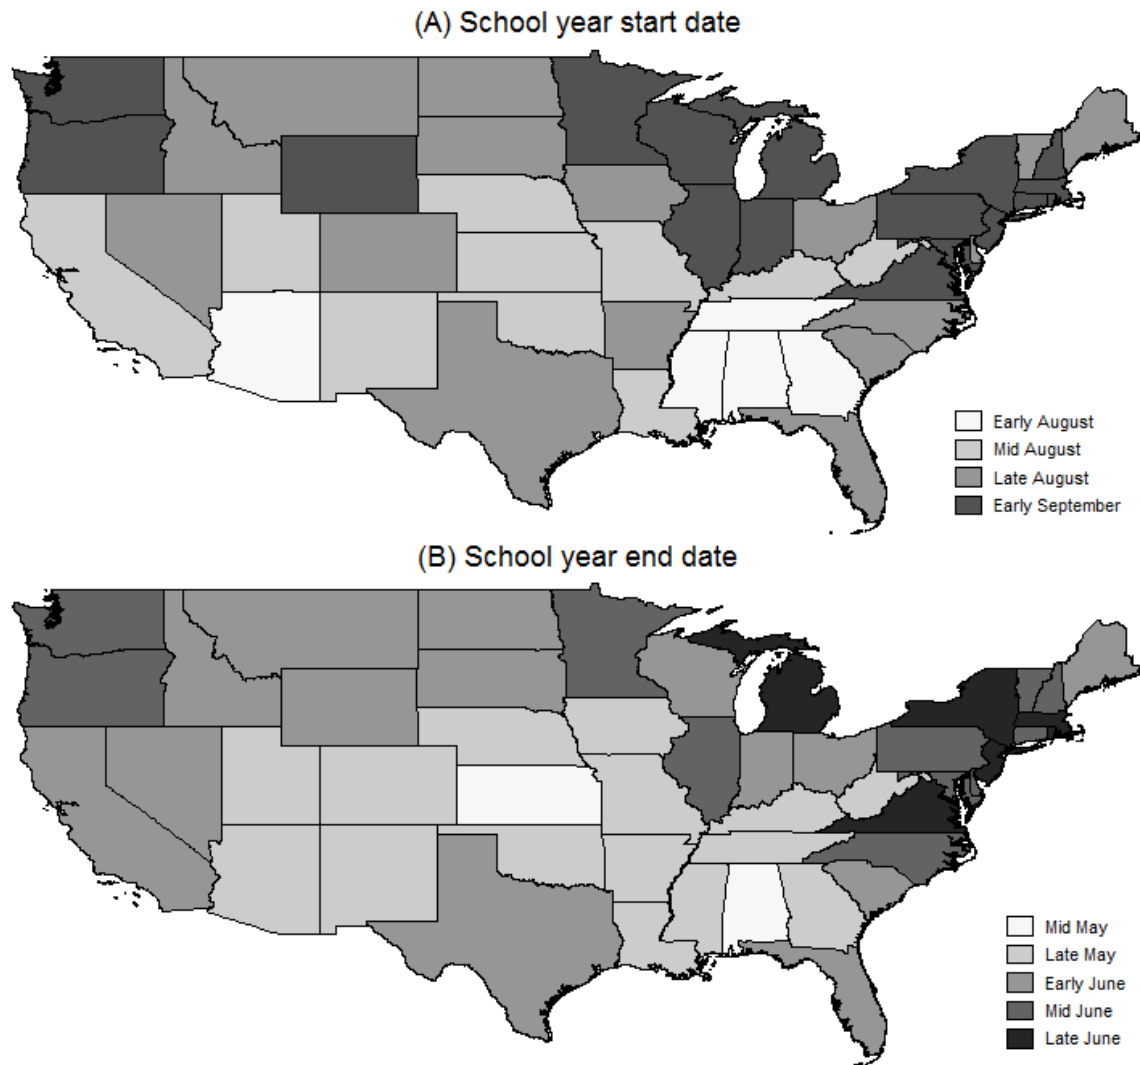 (A) School year start date
Early August
Mid August
Late August
Early September
(B) School year end date
Mid May
Late May
Early June
Mid June
Late June